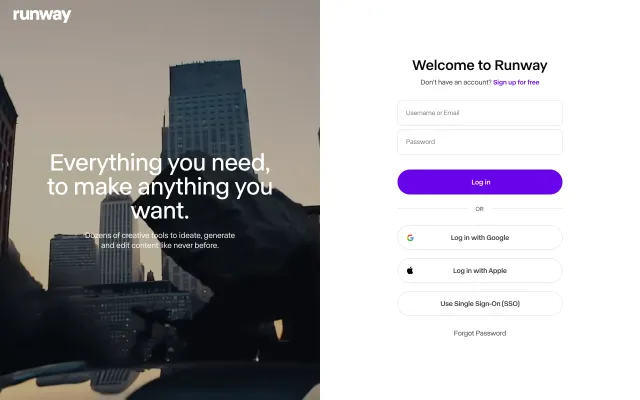 runway
Everything you need,
to make anything you
want.
Dozens of creative tools to ideate, generate
and edit content like never before.
Welcome to Runway
Don't have an account? Sign up for free
Username or Email
Password
Log in
OR
Log in with Google
Log in with Apple
Use Single Sign-On (SSO)
Forgot Password